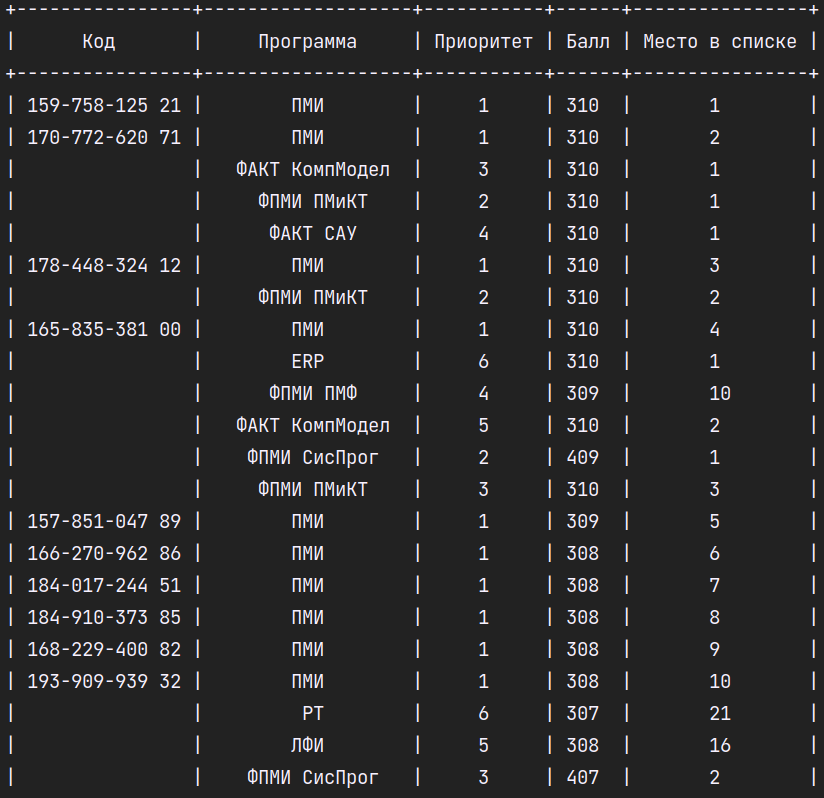 +----------------+-------------------+-----------+------+----------------+
|      Код       |     Программа     | Приоритет | Балл | Место в списке |
+----------------+-------------------+-----------+------+----------------+
| 159-758-125 21 |        ПМИ        |     1     | 310  |       1        |
| 170-772-620 71 |        ПМИ        |     1     | 310  |       2        |
|                |   ФАКТ КомпМодел  |     3     | 310  |       1        |
|                |     ФПМИ ПМиКТ    |     2     | 310  |       1        |
|                |      ФАКТ САУ     |     4     | 310  |       1        |
| 178-448-324 12 |        ПМИ        |     1     | 310  |       3        |
|                |     ФПМИ ПМиКТ    |     2     | 310  |       2        |
| 165-835-381 00 |        ПМИ        |     1     | 310  |       4        |
|                |        ERP        |     6     | 310  |       1        |
|                |      ФПМИ ПМФ     |     4     | 309  |       10       |
|                |   ФАКТ КомпМодел  |     5     | 310  |       2        |
|                |    ФПМИ СисПрог   |     2     | 409  |       1        |
|                |     ФПМИ ПМиКТ    |     3     | 310  |       3        |
| 157-851-047 89 |        ПМИ        |     1     | 309  |       5        |
| 166-270-962 86 |        ПМИ        |     1     | 308  |       6        |
| 184-017-244 51 |        ПМИ        |     1     | 308  |       7        |
| 184-910-373 85 |        ПМИ        |     1     | 308  |       8        |
| 168-229-400 82 |        ПМИ        |     1     | 308  |       9        |
| 193-909-939 32 |        ПМИ        |     1     | 308  |       10       |
|                |         РТ        |     6     | 307  |       21       |
|                |        ЛФИ        |     5     | 308  |       16       |
|                |    ФПМИ СисПрог   |     3     | 407  |       2        |